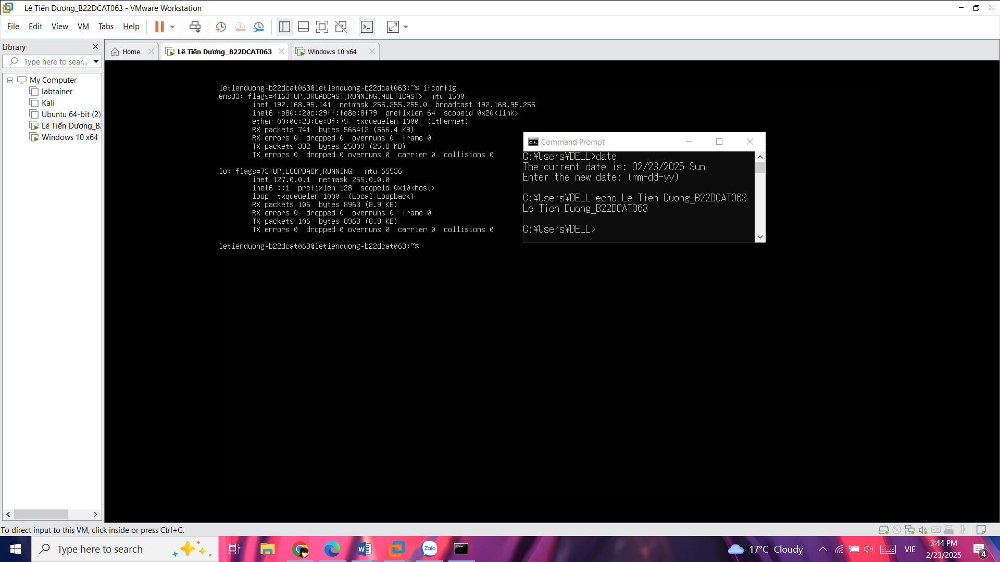 Lê Tiến Dương_B22DCAT063 - VMware Workstation
File Edit View VM Tabs Help
Library
Type here to sear...
My Computer
labtainer
Kali
Ubuntu 64-bit (2)
Lê Tiến Dương_B2
Windows 10 x64
Home
Lê Tiến Dương_B22DCAT063
Windows 10 x64
letienduong-b22dcat063@letienduong-b22dcat063:~$ ifconfig
ens33: flags=4163<UP,BROADCAST,RUNNING,MULTICAST>  mtu 1500
        inet 192.168.95.141  netmask 255.255.255.0  broadcast 192.168.95.255
        inet6 fe80::20c:29ff:fe8e:8f79  prefixlen 64  scopeid 0x20<link>
        ether 00:0c:29:8e:8f:79  txqueuelen 1000  (Ethernet)
        RX packets 741  bytes 566412 (566.4 KB)
        RX errors 0  dropped 0  overruns 0  frame 0
        TX packets 332  bytes 25809 (25.8 KB)
        TX errors 0  dropped 0 overruns 0  carrier 0  collisions 0
lo: flags=73<UP,LOOPBACK,RUNNING>  mtu 65536
        inet 127.0.0.1  netmask 255.0.0.0
        inet6 ::1  prefixlen 128  scopeid 0x10<host>
        loop  txqueuelen 1000  (Local Loopback)
        RX packets 106  bytes 8963 (8.9 KB)
        RX errors 0  dropped 0  overruns 0  frame 0
        TX packets 106  bytes 8963 (8.9 KB)
        TX errors 0  dropped 0 overruns 0  carrier 0  collisions 0
letienduong-b22dcat063@letienduong-b22dcat063:~$
Command Prompt
C:¥Users¥DELL>date
The current date is: 02/23/2025 Sun
Enter the new date: (mm-dd-yy)
C:¥Users¥DELL>echo Le Tien Duong_B22DCAT063
Le Tien Duong_B22DCAT063
C:¥Users¥DELL>
To direct input to this VM, click inside or press Ctrl+G.
Type here to search
Zalo
17°C Cloudy
VIE
3:44 PM
2/23/2025
4